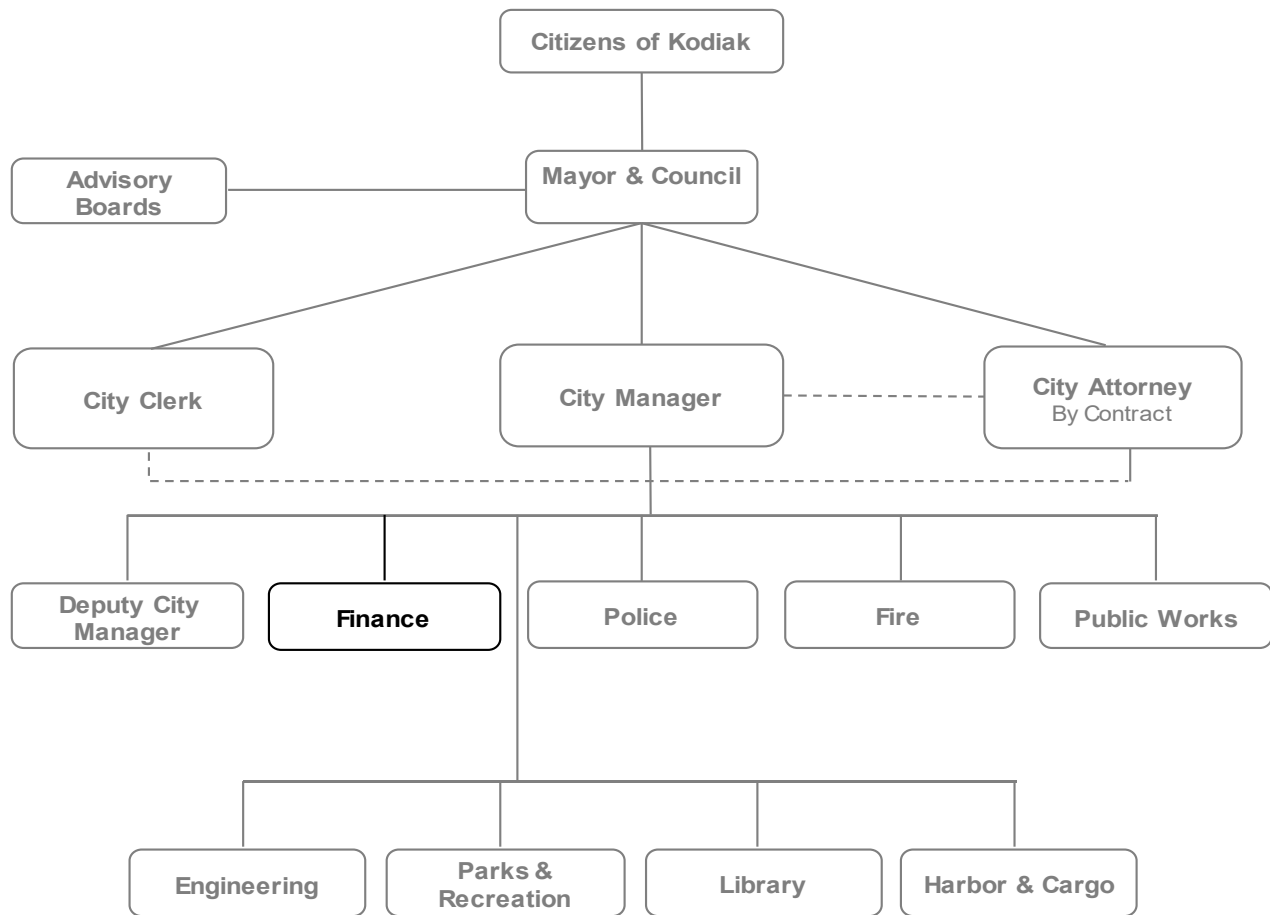 Citizens of Kodiak
Mayor & Council
Advisory
Boards
City Clerk
City Manager
City Attorney
By Contract
Deputy City
Manager
Finance
Police
Fire
Public Works
Engineering
Parks &
Recreation
Library
Harbor & Cargo